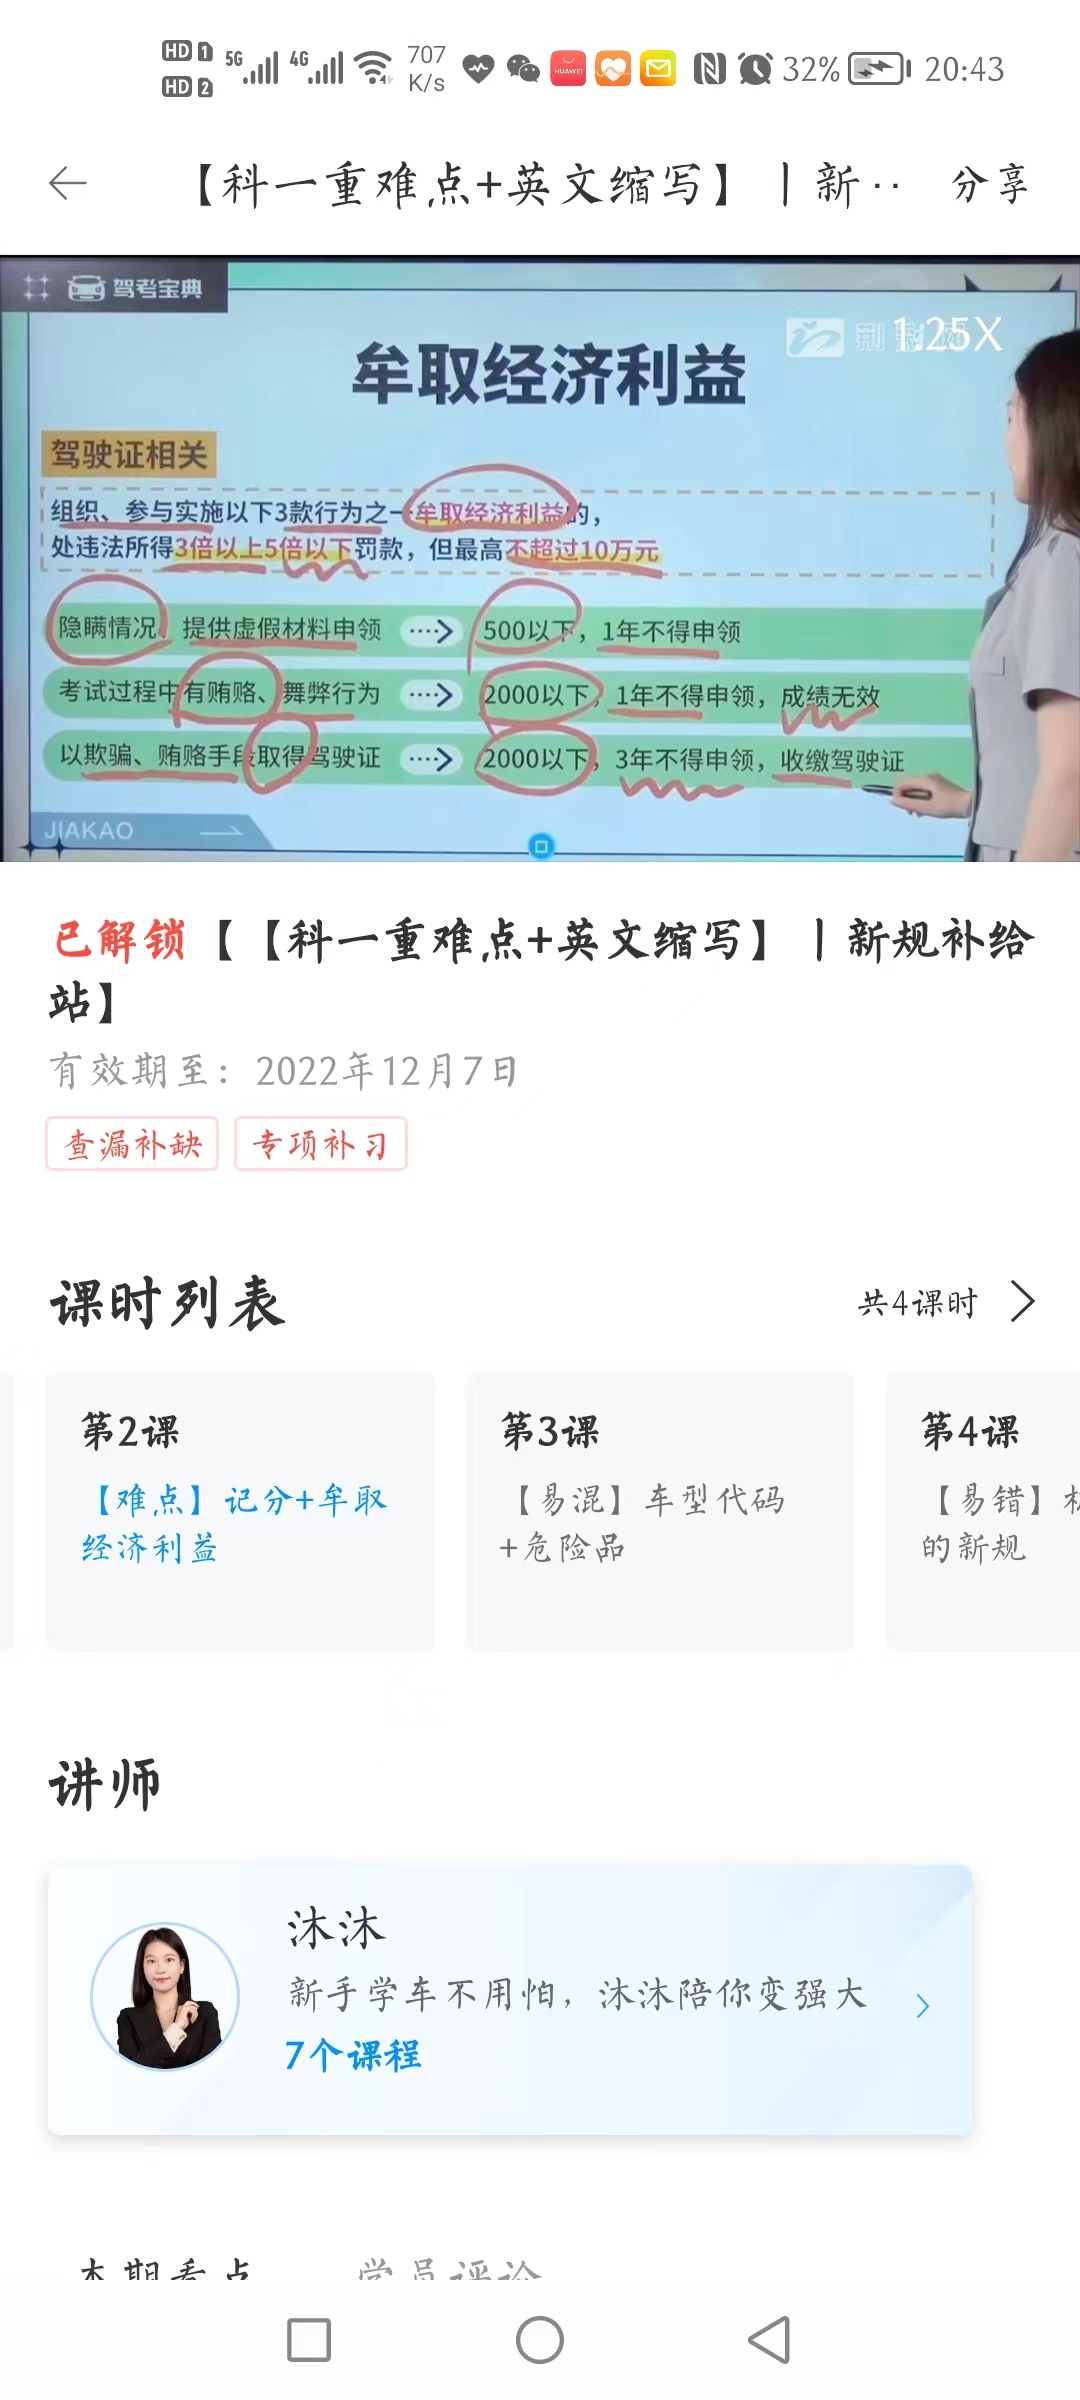 HD 1 5G 4G 707 32% 20:43
HD 2 K/s
HUAWEI
【科一重难点+英文缩写】丨新··
分享
驾考宝典
1.25X
牟取经济利益
驾驶证相关
组织、参与实施以下3款行为之一牟取经济利益的，
处违法所得3倍以上5倍以下罚款，但最高不超过10万元
隐瞒情况、提供虚假材料申领 500以下，1年不得申领
考试过程中有贿赂、舞弊行为 2000以下，1年不得申领，成绩无效
以欺骗、贿赂手段取得驾驶证 2000以下，3年不得申领，收缴驾驶证
JIAKAO
已解锁【【科一重难点+英文缩写】丨新规补给
站】
有效期至：2022年12月7日
查漏补缺 专项补习
课时列表 共4课时
第2课
【难点】记分+牟取
经济利益
第3课
【易混】车型代码
+危险品
第4课
【易错】
的新规
讲师
沐沐
新手学车不用怕，沐沐陪你变强大
7个课程
本期看点 学员评论